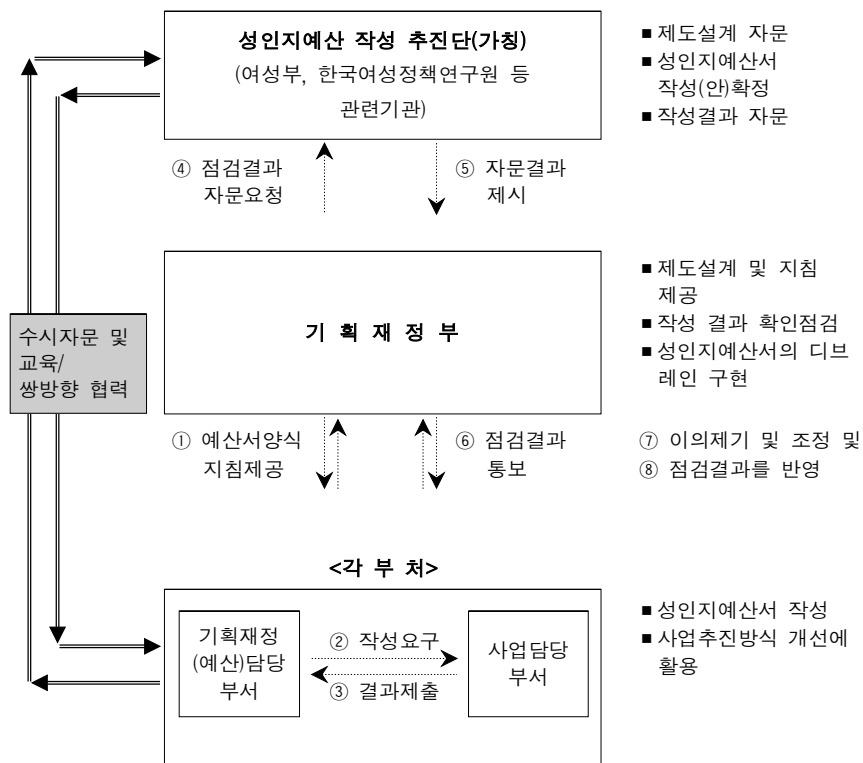 성인지예산 작성 추진단(가칭)
(여성부, 한국여성정책연구원 등
관련기관)
■ 제도설계 자문
■ 성인지예산서
작성(안)확정
■ 작성결과 자문
④ 점검결과
자문요청
⑤ 자문결과
제시
기 획 재 정 부
■ 제도설계 및 지침
제공
■ 작성 결과 확인점검
■ 성인지예산서의 디브
레인 구현
수시자문 및
교육/
쌍방향 협력
① 예산서양식
지침제공
⑥ 점검결과
통보
⑦ 이의제기 및 조정 및
⑧ 점검결과를 반영
<각 부 처>
기획재정
(예산)담당
부서
② 작성요구
③ 결과제출
사업담당
부서
■ 성인지예산서 작성
■ 사업추진방식 개선에
활용